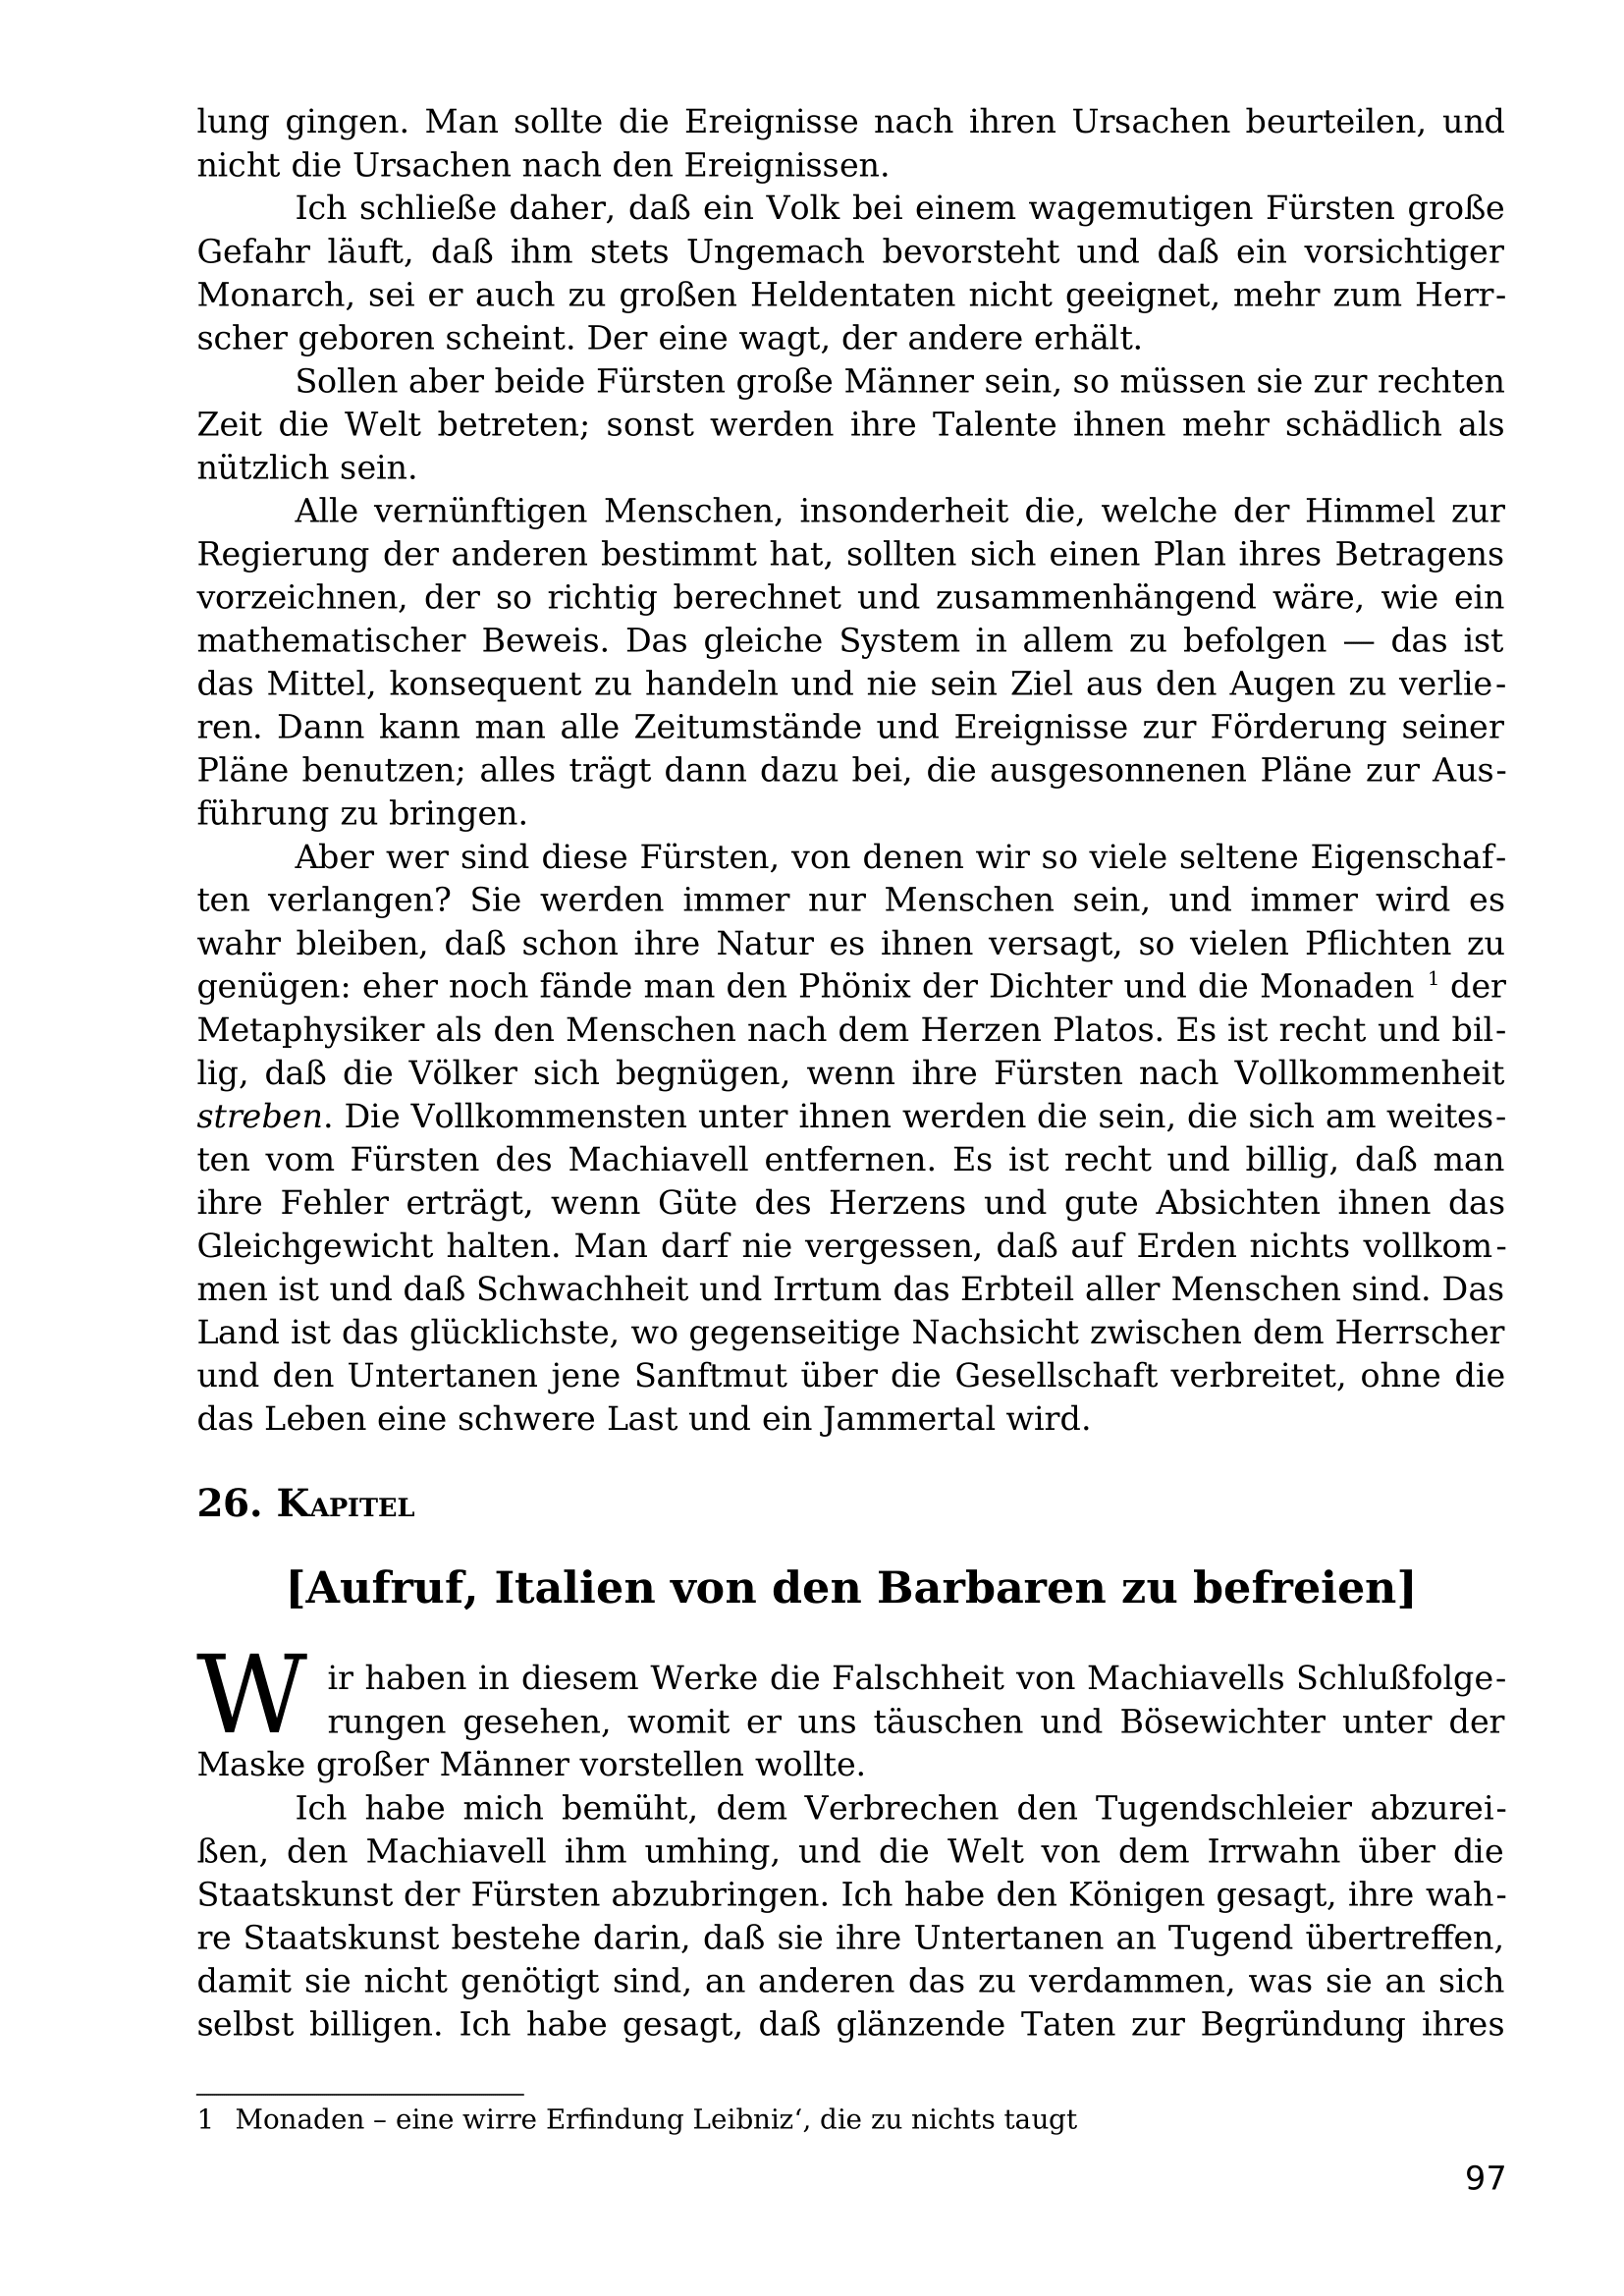 lung gingen. Man sollte die Ereignisse nach ihren Ursachen beurteilen, und
nicht die Ursachen nach den Ereignissen.
Ich schließe daher, daß ein Volk bei einem wagemutigen Fürsten große
Gefahr läuft, daß ihm stets Ungemach bevorsteht und daß ein vorsichtiger
Monarch, sei er auch zu großen Heldentaten nicht geeignet, mehr zum Herr-
scher geboren scheint. Der eine wagt, der andere erhält.
Sollen aber beide Fürsten große Männer sein, so müssen sie zur rechten
Zeit die Welt betreten; sonst werden ihre Talente ihnen mehr schädlich als
nützlich sein.
Alle vernünftigen Menschen, insonderheit die, welche der Himmel zur
Regierung der anderen bestimmt hat, sollten sich einen Plan ihres Betragens
vorzeichnen, der so richtig berechnet und zusammenhängend wäre, wie ein
mathematischer Beweis. Das gleiche System in allem zu befolgen — das ist
das Mittel, konsequent zu handeln und nie sein Ziel aus den Augen zu verlie-
ren. Dann kann man alle Zeitumstände und Ereignisse zur Förderung seiner
Pläne benutzen; alles trägt dann dazu bei, die ausgesonnenen Pläne zur Aus-
führung zu bringen.
Aber wer sind diese Fürsten, von denen wir so viele seltene Eigenschaf-
ten verlangen? Sie werden immer nur Menschen sein, und immer wird es
wahr bleiben, daß schon ihre Natur es ihnen versagt, so vielen Pflichten zu
genügen: eher noch fände man den Phönix der Dichter und die Monaden 1 der
Metaphysiker als den Menschen nach dem Herzen Platos. Es ist recht und bil-
lig, daß die Völker sich begnügen, wenn ihre Fürsten nach Vollkommenheit
streben. Die Vollkommensten unter ihnen werden die sein, die sich am weites-
ten vom Fürsten des Machiavell entfernen. Es ist recht und billig, daß man
ihre Fehler erträgt, wenn Güte des Herzens und gute Absichten ihnen das
Gleichgewicht halten. Man darf nie vergessen, daß auf Erden nichts vollkom-
men ist und daß Schwachheit und Irrtum das Erbteil aller Menschen sind. Das
Land ist das glücklichste, wo gegenseitige Nachsicht zwischen dem Herrscher
und den Untertanen jene Sanftmut über die Gesellschaft verbreitet, ohne die
das Leben eine schwere Last und ein Jammertal wird.
26. Kapitel
[Aufruf, Italien von den Barbaren zu befreien]
Wir haben in diesem Werke die Falschheit von Machiavells Schlußfolge-
rungen gesehen, womit er uns täuschen und Bösewichter unter der
Maske großer Männer vorstellen wollte.
Ich habe mich bemüht, dem Verbrechen den Tugendschleier abzurei-
ßen, den Machiavell ihm umhing, und die Welt von dem Irrwahn über die
Staatskunst der Fürsten abzubringen. Ich habe den Königen gesagt, ihre wah-
re Staatskunst bestehe darin, daß sie ihre Untertanen an Tugend übertreffen,
damit sie nicht genötigt sind, an anderen das zu verdammen, was sie an sich
selbst billigen. Ich habe gesagt, daß glänzende Taten zur Begründung ihres
1 Monaden – eine wirre Erfindung Leibniz‘, die zu nichts taugt
97